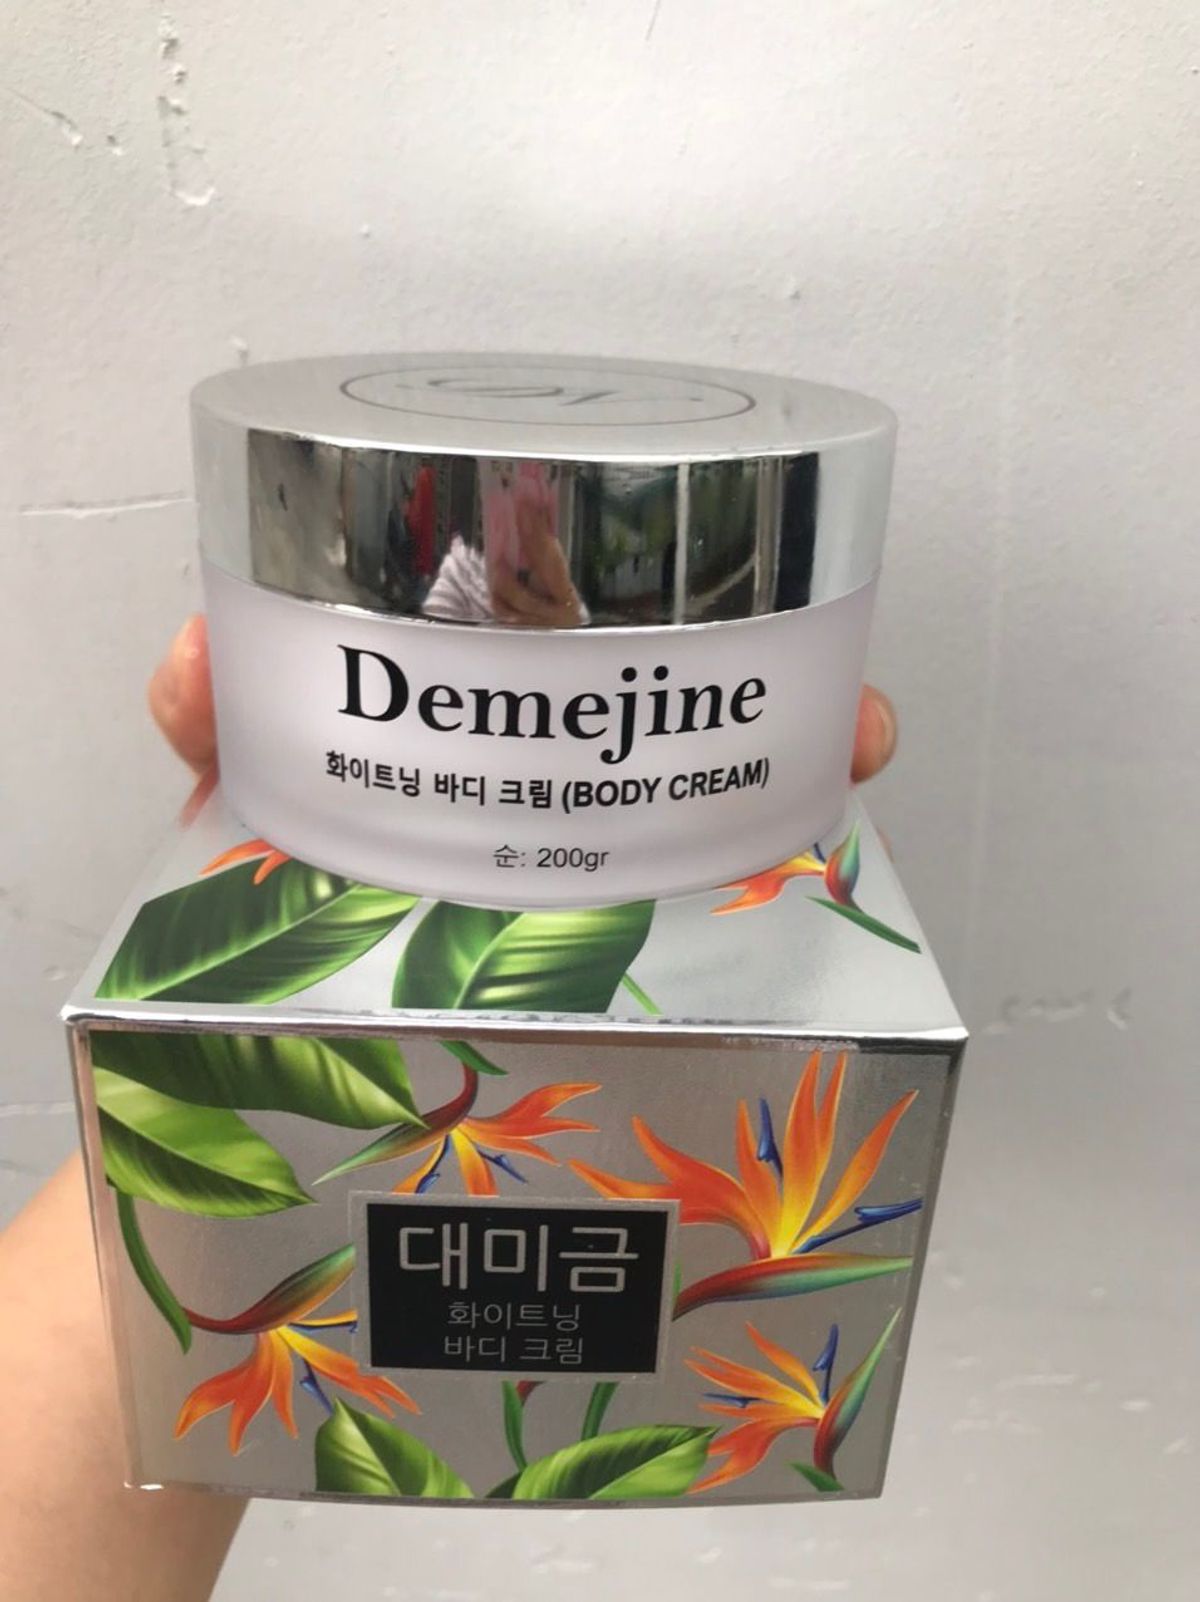 Demejine
화이트닝 바디 크림 (BODY CREAM)
순: 200gr
대미금
화이트닝
바디 크림